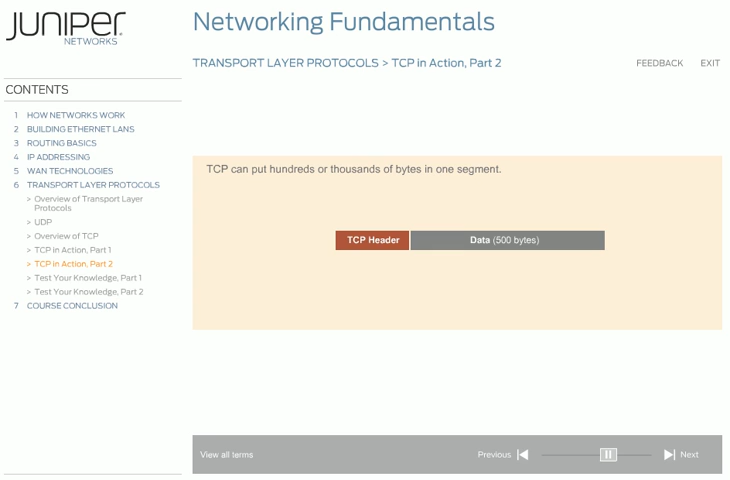 JUNIPER
NETWORKS
Networking Fundamentals
TRANSPORT LAYER PROTOCOLS > TCP in Action, Part 2
FEEDBACK EXIT
CONTENTS
1 HOW NETWORKS WORK
2 BUILDING ETHERNET LANS
3 ROUTING BASICS
4 IP ADDRESSING
5 WAN TECHNOLOGIES
6 TRANSPORT LAYER PROTOCOLS
> Overview of Transport Layer
Protocols
> UDP
> Overview of TCP
> TCP in Action, Part 1
> TCP in Action, Part 2
> Test Your Knowledge, Part 1
> Test Your Knowledge, Part 2
7 COURSE CONCLUSION
TCP can put hundreds or thousands of bytes in one segment.
TCP Header
Data (500 bytes)
View all terms
Previous
Next